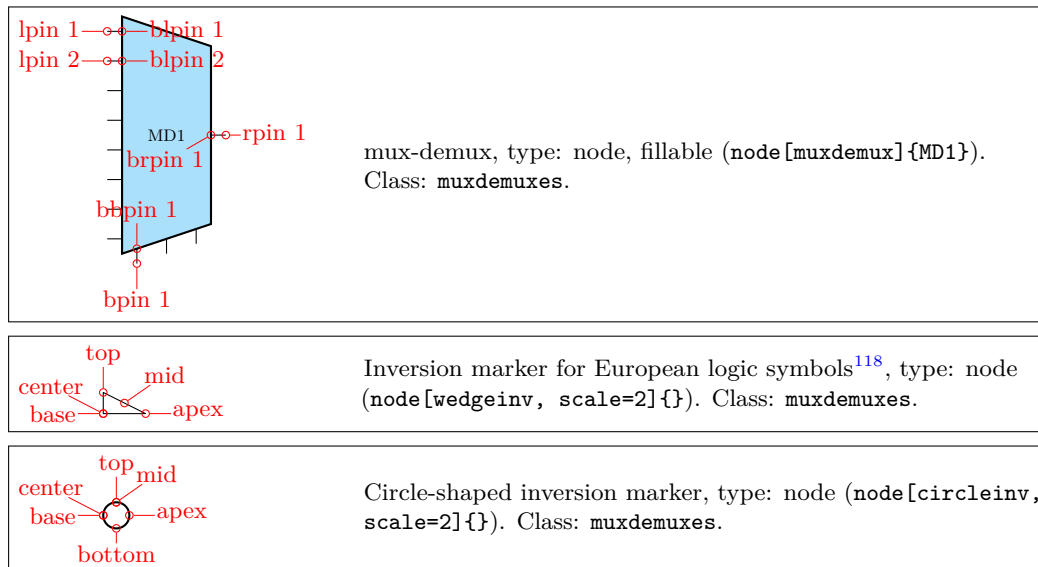 lpin 1 blpin 1
lpin 2 blpin 2
MD1 rpin 1
brpin 1
bbpin 1
bpin 1
mux-demux, type: node, fillable (node[muxdemux]{MD1}).
Class: muxdemuxes.
top
mid
center
base apex
Inversion marker for European logic symbols118, type: node
(node[wedgeinv, scale=2]{}). Class: muxdemuxes.
top
mid
center
base apex
bottom
Circle-shaped inversion marker, type: node (node[circleinv,
scale=2]{}). Class: muxdemuxes.